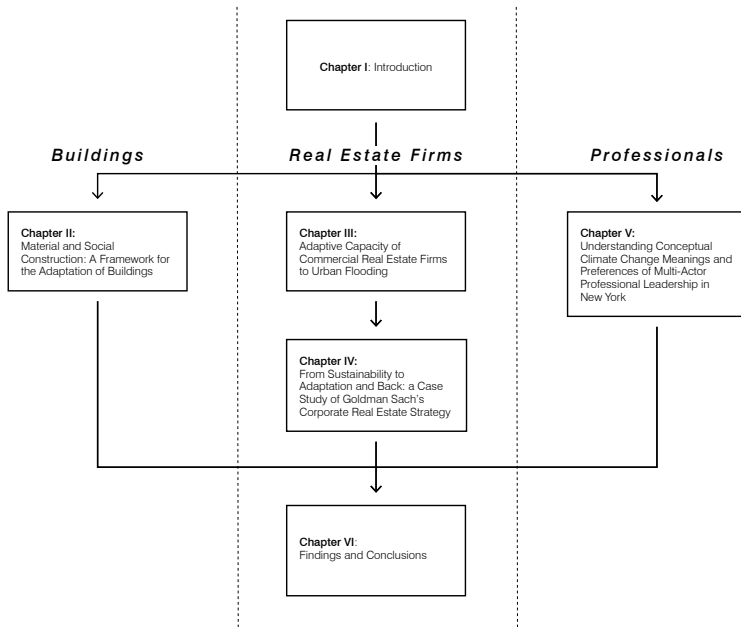 Chapter I: Introduction
Buildings
Real Estate Firms
Professionals
Chapter II:
Material and Social
Construction: A Framework for
the Adaptation of Buildings
Chapter III:
Adaptive Capacity of
Commercial Real Estate Firms
to Urban Flooding
Chapter V:
Understanding Conceptual
Climate Change Meanings and
Preferences of Multi-Actor
Professional Leadership in
New York
Chapter IV:
From Sustainability to
Adaptation and Back: a Case
Study of Goldman Sach's
Corporate Real Estate Strategy
Chapter VI:
Findings and Conclusions